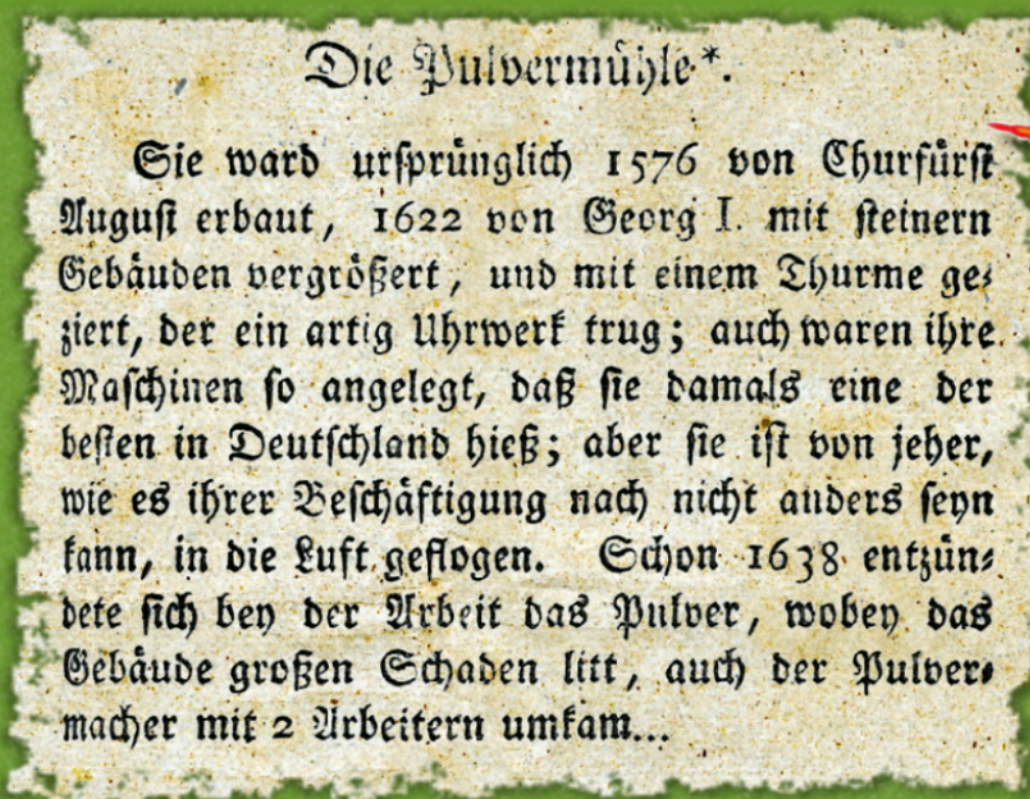 Die Pulvermühle*.
Sie ward ursprünglich 1576 von Churfürst
August erbaut, 1622 von Georg I. mit steinern
Gebäuden vergrößert, und mit einem Thurme ge⸗
ziert, der ein artig Uhrwerk trug; auch waren ihre
Maschinen so angelegt, daß sie damals eine der
besten in Deutschland hieß; aber sie ist von jeher,
wie es ihrer Beschäftigung nach nicht anders seyn
kann, in die Luft geflogen. Schon 1638 entzün⸗
dete sich bey der Arbeit das Pulver, wobey das
Gebäude großen Schaden litt, auch der Pulver⸗
macher mit 2 Arbeitern umkam...